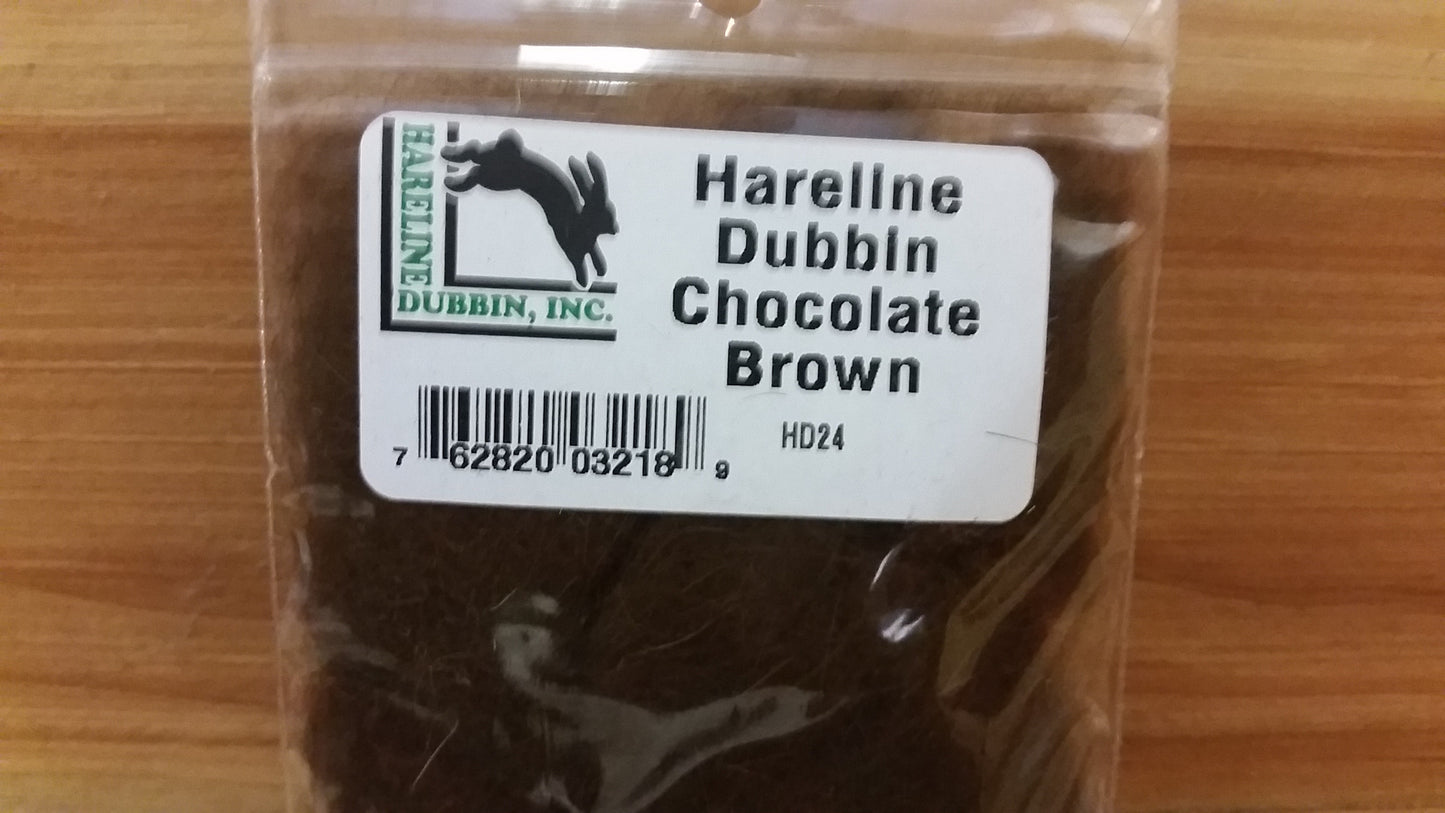 HARELINE
DUBBIN, INC.
Hareline
Dubbin
Chocolate
Brown
HD24
7 62820 03218 9